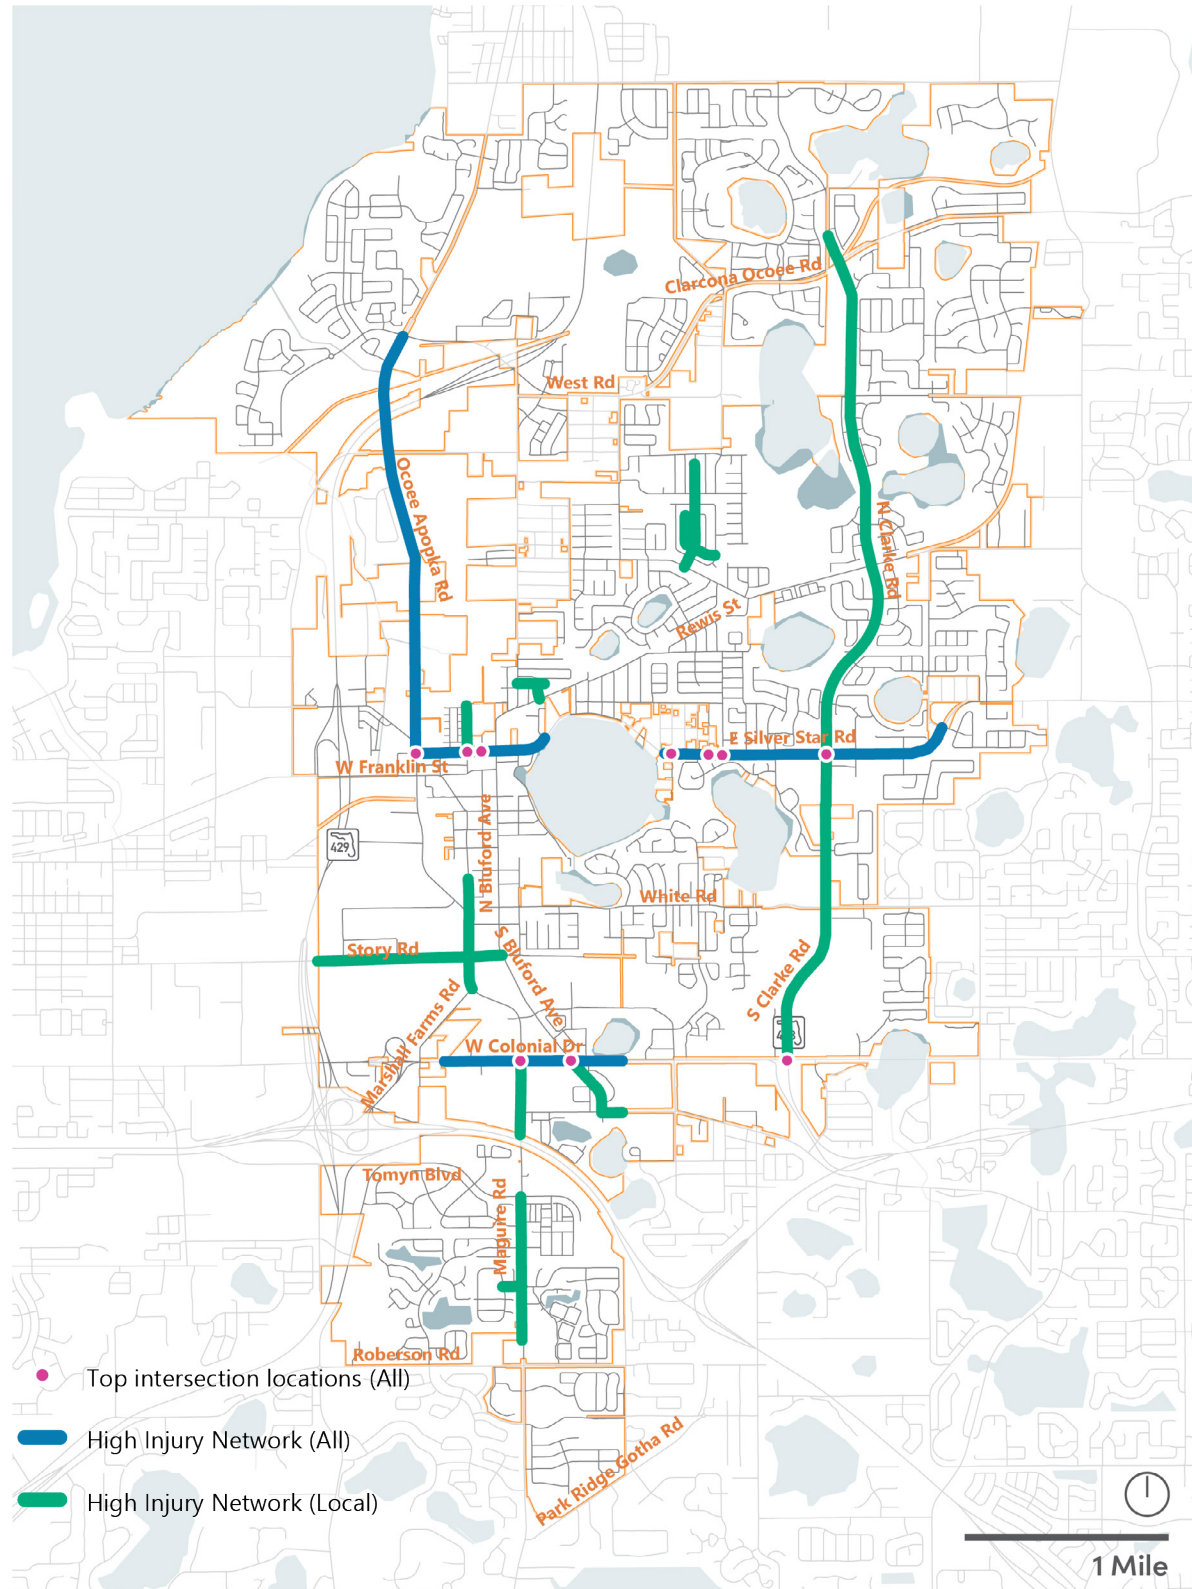 Clarcona Ocoee Rd
West Rd
Ocoee Apopka Rd
N Clarke Rd
Rewis St
E Silver Star Rd
W Franklin St
429
N Bluford Ave
White Rd
Story Rd
S Bluford Ave
S Clarke Rd
Marshall Farms Rd
W Colonial Dr
Tomyn Blvd
Maguire Rd
Roberson Rd
Top intersection locations (All)
High Injury Network (All)
High Injury Network (Local)
Park Ridge Gotha Rd
1 Mile